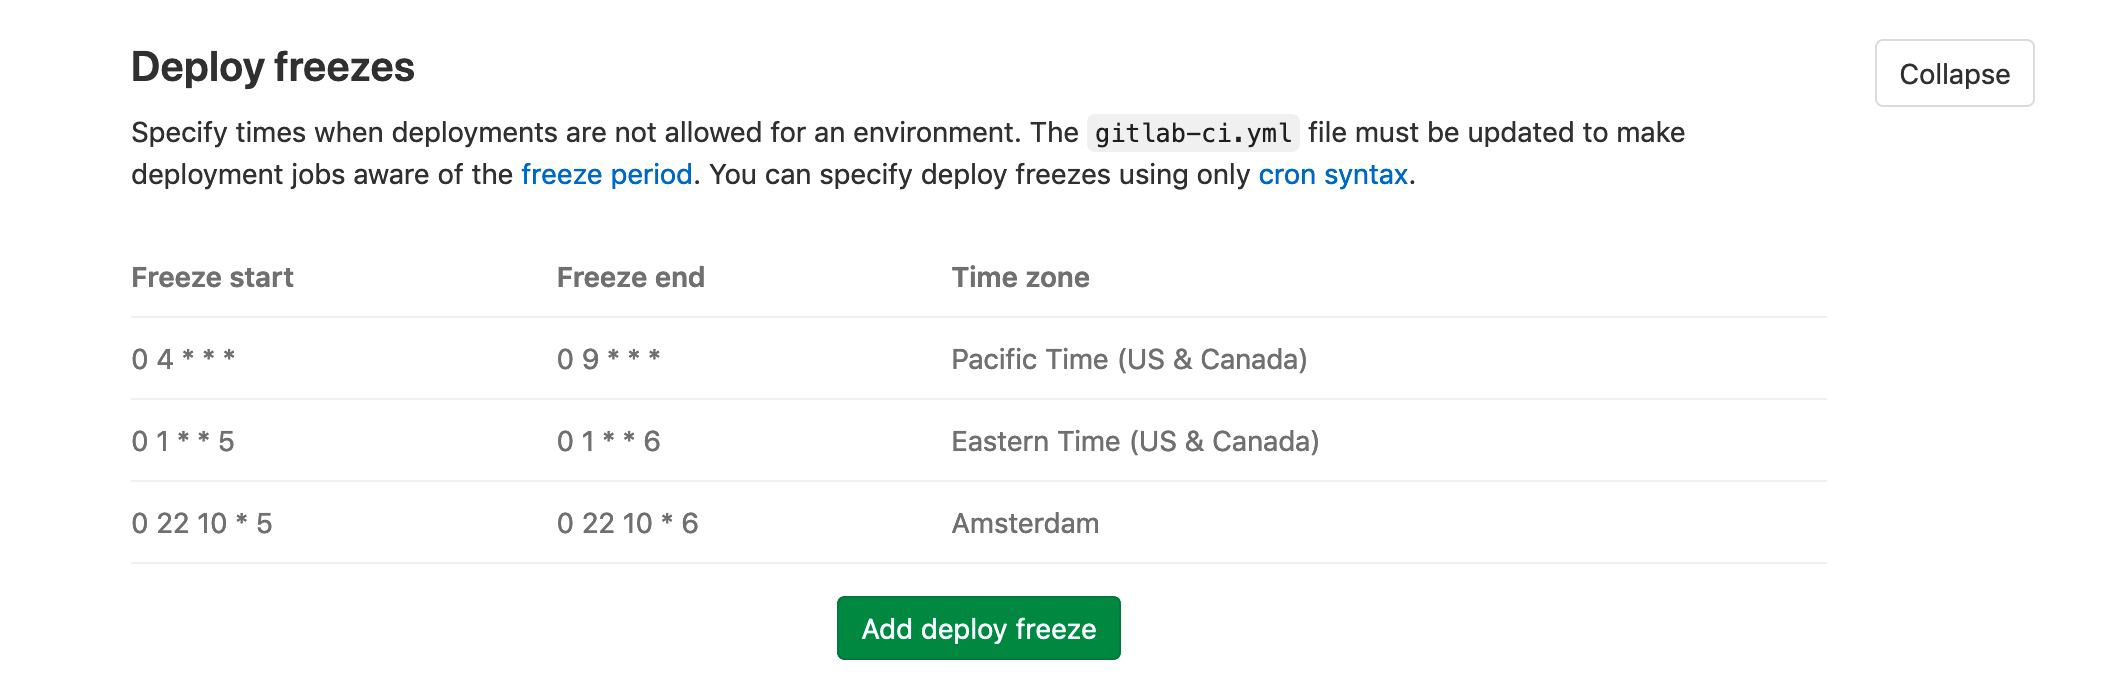 Deploy freezes
Collapse
Specify times when deployments are not allowed for an environment. The gitlab-ci.yml file must be updated to make
deployment jobs aware of the freeze period. You can specify deploy freezes using only cron syntax.
Freeze start Freeze end Time zone
0 4 * * * 0 9 * * * Pacific Time (US & Canada)
0 1 * * 5 0 1 * * 6 Eastern Time (US & Canada)
0 22 10 * 5 0 22 10 * 6 Amsterdam
Add deploy freeze